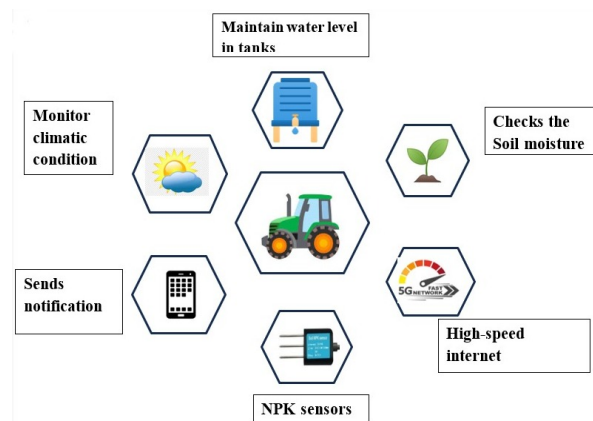 Maintain water level
in tanks
Monitor
climatic
condition
Checks the
Soil moisture
Sends
notification
5G FAST
NETWORK
High-speed
internet
NPK sensors